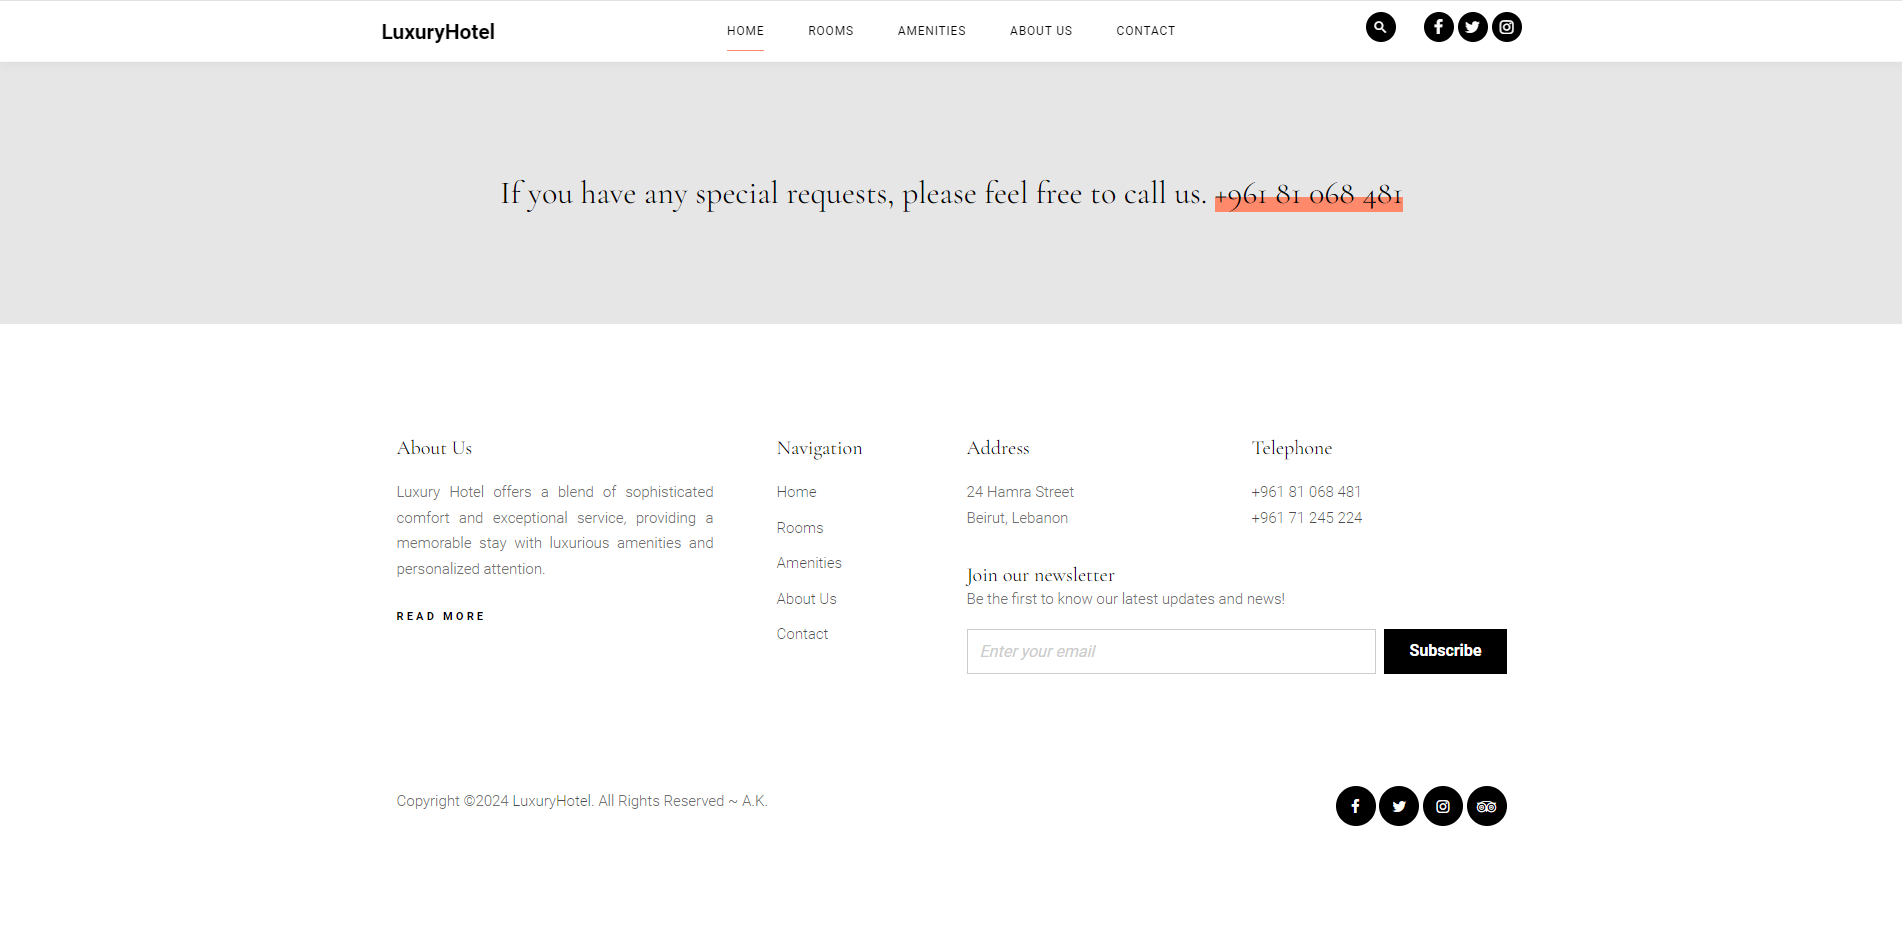 LuxuryHotel
HOME ROOMS AMENITIES ABOUT US CONTACT
If you have any special requests, please feel free to call us. +961 81 068 481
About Us
Luxury Hotel offers a blend of sophisticated
comfort and exceptional service, providing a
memorable stay with luxurious amenities and
personalized attention.
READ MORE
Navigation
Home
Rooms
Amenities
About Us
Contact
Address
24 Hamra Street
Beirut, Lebanon
Telephone
+961 81 068 481
+961 71 245 224
Join our newsletter
Be the first to know our latest updates and news!
Enter your email
Subscribe
Copyright ©2024 LuxuryHotel. All Rights Reserved ~ A.K.